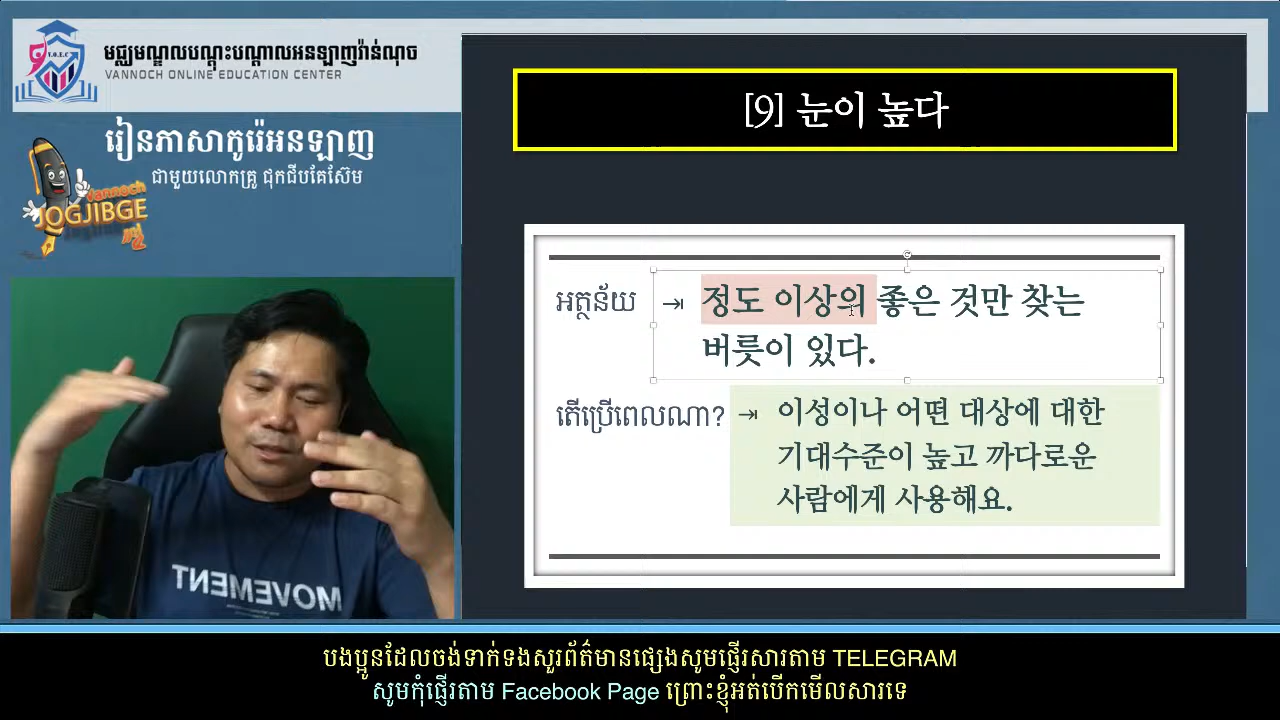 មជ្ឈមណ្ឌលបណ្តុះបណ្តាលអនឡាញវ៉ាន់ណុច
VANNOCH ONLINE EDUCATION CENTER
V.O.E.C
រៀនភាសាកូរ៉េអនឡាញ
ជាមួយលោកគ្រូ ជុកជីបគែស៊ែម
Vannoch
JOGJIBGE
[9] 눈이 높다
អត្ថន័យ ⇥ 정도 이상의 좋은 것만 찾는
버릇이 있다.
តើប្រើពេលណា? ⇥ 이성이나 어떤 대상에 대한
기대수준이 높고 까다로운
사람에게 사용해요.
MOVEMENT
បងប្អូនដែលចង់ទាក់ទងសួរព័ត៌មានផ្សេងសូមផ្ញើរសារតាម TELEGRAM
សូមកុំផ្ញើរតាម Facebook Page ព្រោះខ្ញុំអត់បើកមើលសារទេ